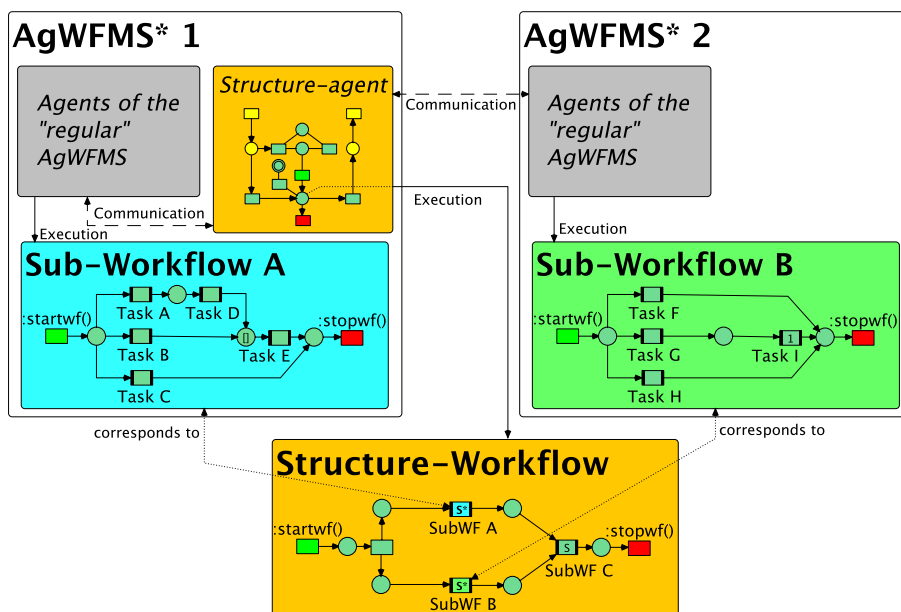 AgWFMS* 1
Agents of the
"regular"
AgWFMS
Structure-agent
Communication
Execution
Sub-Workflow A
:startwf()
Task A
Task D
Task B
[]
Task E
:stopwf()
Task C
Communication
Execution
AgWFMS* 2
Agents of the
"regular"
AgWFMS
Execution
Sub-Workflow B
:startwf()
Task F
Task G
1
Task I
:stopwf()
Task H
corresponds to
corresponds to
Structure-Workflow
:startwf()
S*
SubWF A
S
SubWF C
:stopwf()
S*
SubWF B